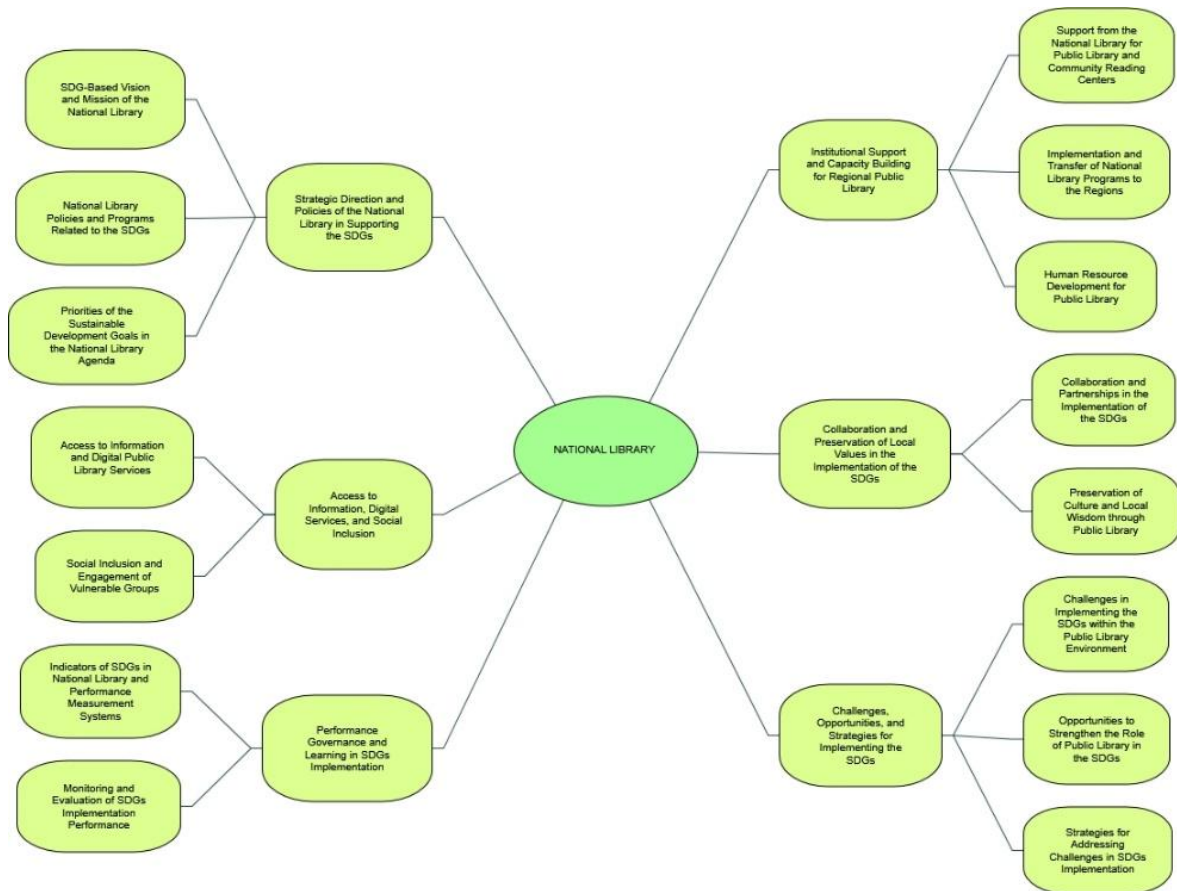 SDG-Based Vision
and Mission of the
National Library
National Library
Policies and Programs
Related to the SDGs
Priorities of the
Sustainable
Development Goals in
the National Library
Agenda
Strategic Direction and
Policies of the National
Library in Supporting
the SDGs
Access to Information
and Digital Public
Library Services
Social Inclusion and
Engagement of
Vulnerable Groups
Access to
Information, Digital
Services, and Social
Inclusion
Indicators of SDGs in
National Library and
Performance
Measurement
Systems
Monitoring and
Evaluation of SDGs
Implementation
Performance
Performance
Governance and
Learning in SDGs
Implementation
NATIONAL LIBRARY
Institutional Support
and Capacity Building
for Regional Public
Library
Support from the
National Library for
Public Library and
Community Reading
Centers
Implementation and
Transfer of National
Library Programs to
the Regions
Human Resource
Development for
Public Library
Collaboration and
Preservation of Local
Values in the
Implementation of the
SDGs
Collaboration and
Partnerships in the
Implementation of
the SDGs
Preservation of
Culture and Local
Wisdom through
Public Library
Challenges,
Opportunities, and
Strategies for
Implementing the
SDGs
Challenges in
Implementing the
SDGs within the
Public Library
Environment
Opportunities to
Strengthen the Role
of Public Library in
the SDGs
Strategies for
Addressing
Challenges in SDGs
Implementation